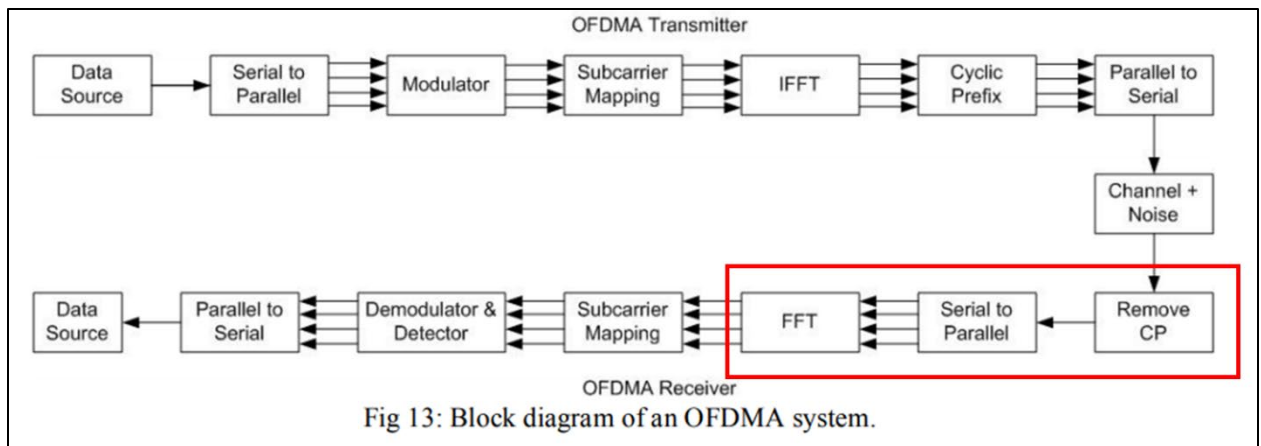 OFDMA Transmitter
Data
Source
Serial to
Parallel
Modulator
Subcarrier
Mapping
IFFT
Cyclic
Prefix
Parallel to
Serial
Channel +
Noise
Data
Source
Parallel to
Serial
Demodulator &
Detector
Subcarrier
Mapping
FFT
Serial to
Parallel
Remove
CP
OFDMA Receiver
Fig 13: Block diagram of an OFDMA system.